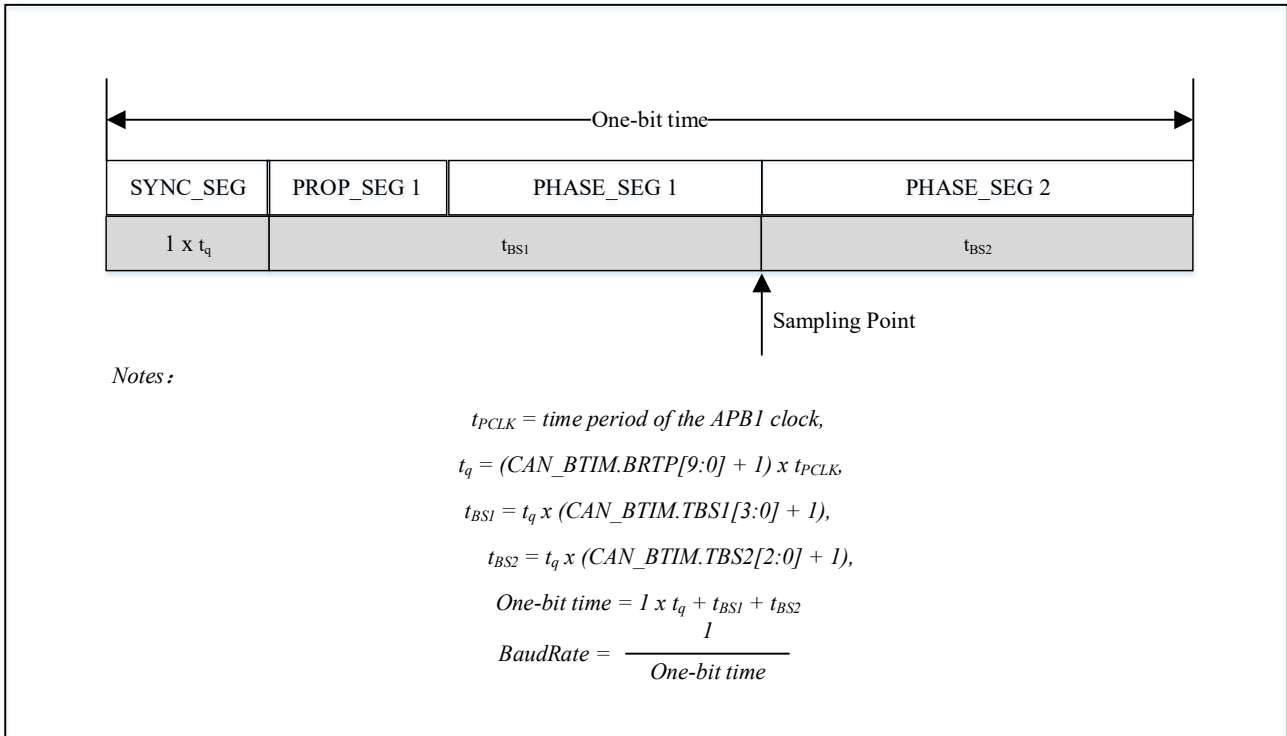 One-bit time
SYNC_SEG PROP_SEG 1 PHASE_SEG 1 PHASE_SEG 2
1 x tq tBS1 tBS2
Sampling Point
Notes：
tPCLK = time period of the APB1 clock,
tq = (CAN_BTIM.BRTP[9:0] + 1) x tPCLK,
tBS1 = tq x (CAN_BTIM.TBS1[3:0] + 1),
tBS2 = tq x (CAN_BTIM.TBS2[2:0] + 1),
One-bit time = 1 x tq + tBS1 + tBS2
1
BaudRate =
One-bit time